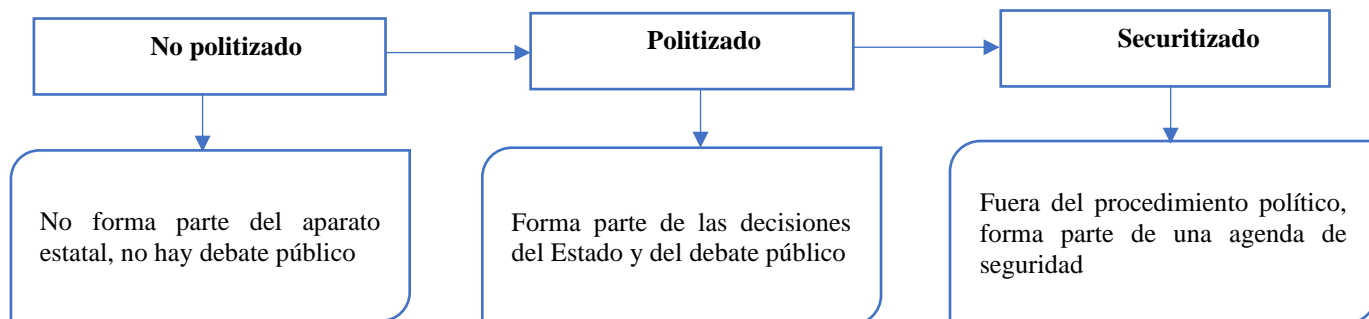 No politizado
Politizado
Securitizado
No forma parte del aparato
estatal, no hay debate público
Forma parte de las decisiones
del Estado y del debate público
Fuera del procedimiento político,
forma parte de una agenda de
seguridad